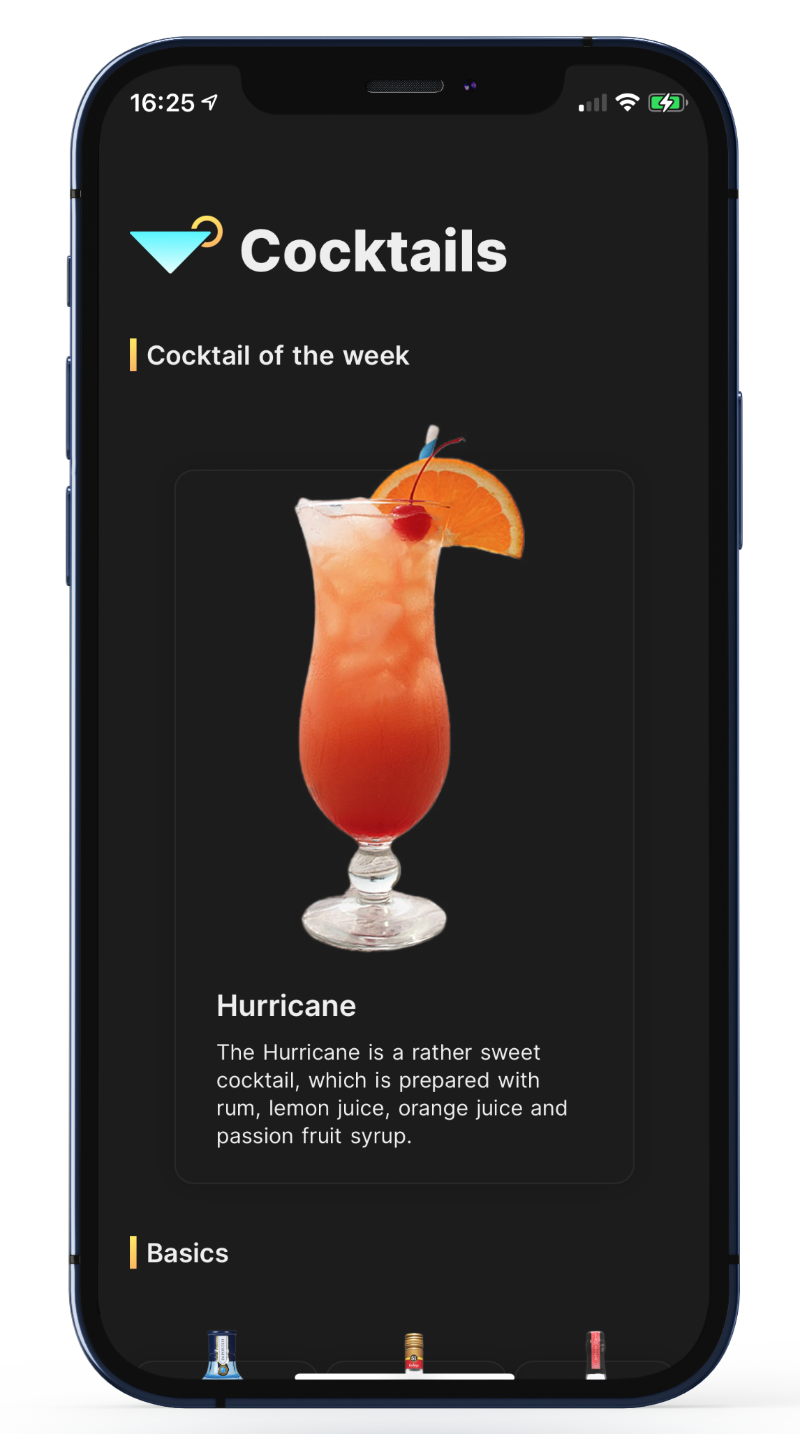 16:25
Cocktails
Cocktail of the week
Hurricane
The Hurricane is a rather sweet
cocktail, which is prepared with
rum, lemon juice, orange juice and
passion fruit syrup.
Basics